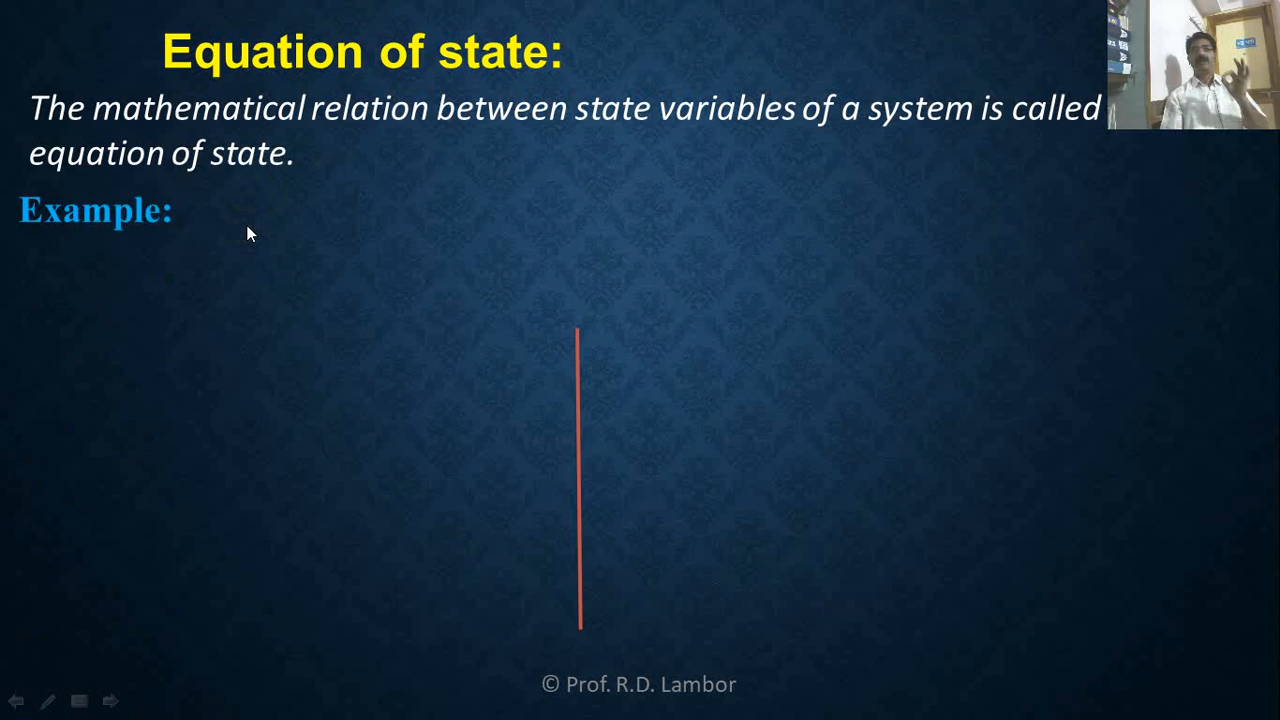 Equation of state:
The mathematical relation between state variables of a system is called
equation of state.
Example:
© Prof. R.D. Lambor